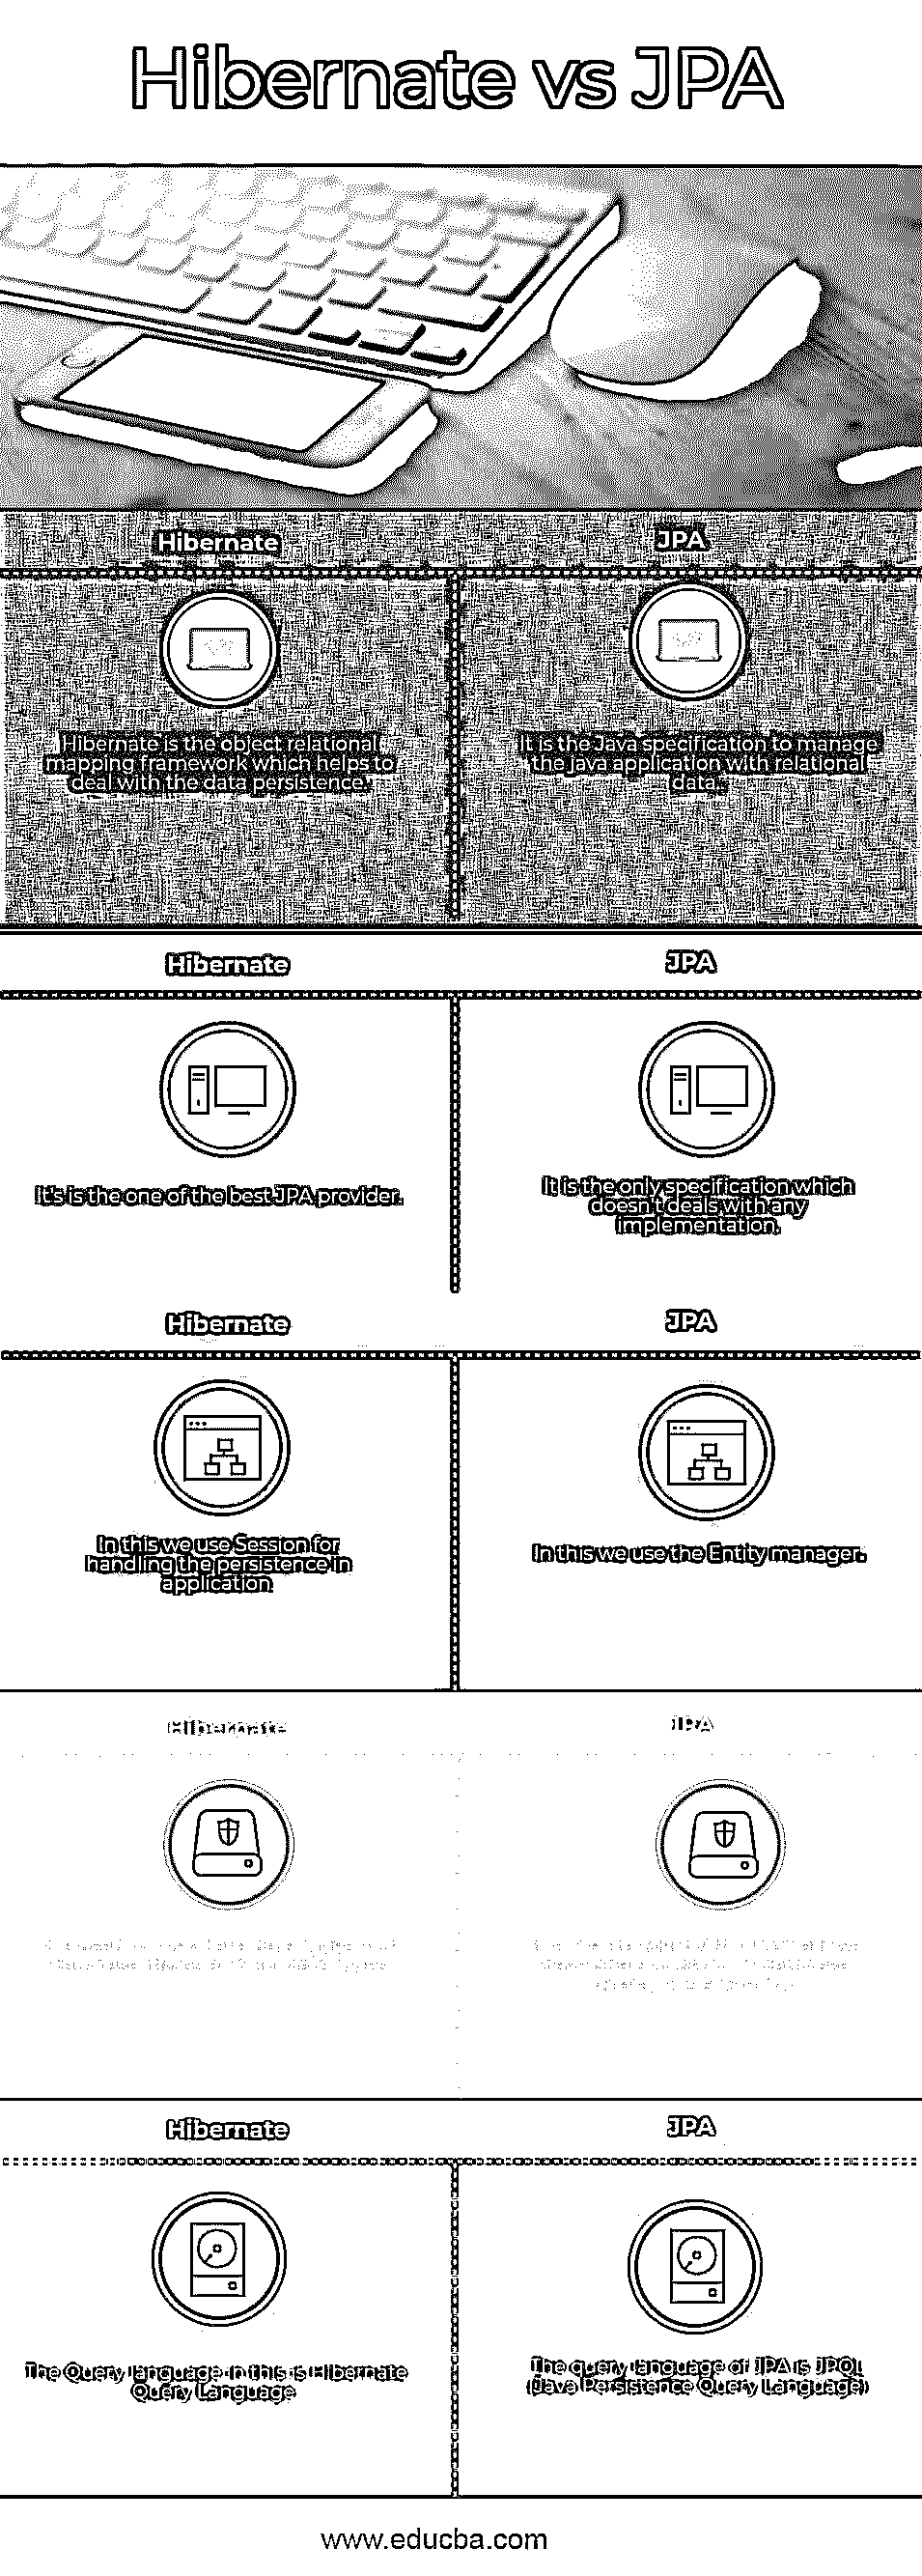 Hibernate vs JPA
Hibernate
JPA
Hibernate is the object relational
mapping framework which helps to
deal with the data persistence.
It is the Java specification to manage
the java application with relational
data.
Hibernate
JPA
It's is the one of the best JPA provider.
It is the only specification which
doesn't deals with any
implementation.
Hibernate
JPA
In this we use Session for
handling the persistence in
application
In this we use the Entity manager.
Hibernate
JPA
Hibernate
JPA
The Query language in this is Hibernate
Query Language
The query language of JPA is JPQL
(Java Persistence Query Language)
www.educba.com